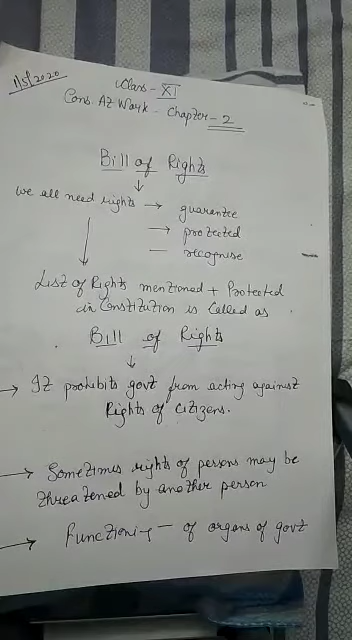 1/5/2020
Class - XI
Cons. At Work - Chapter - 2
Bill of Rights
we all need rights → guarantee
→ protected
— recognise
List of Rights mentioned + Protected
in Constitution is called as
Bill of Rights
→ It prohibits govt from acting against
Rights of citizens.
→ Sometimes rights of persons may be
threatened by another person
→ Functioning — of organs of govt